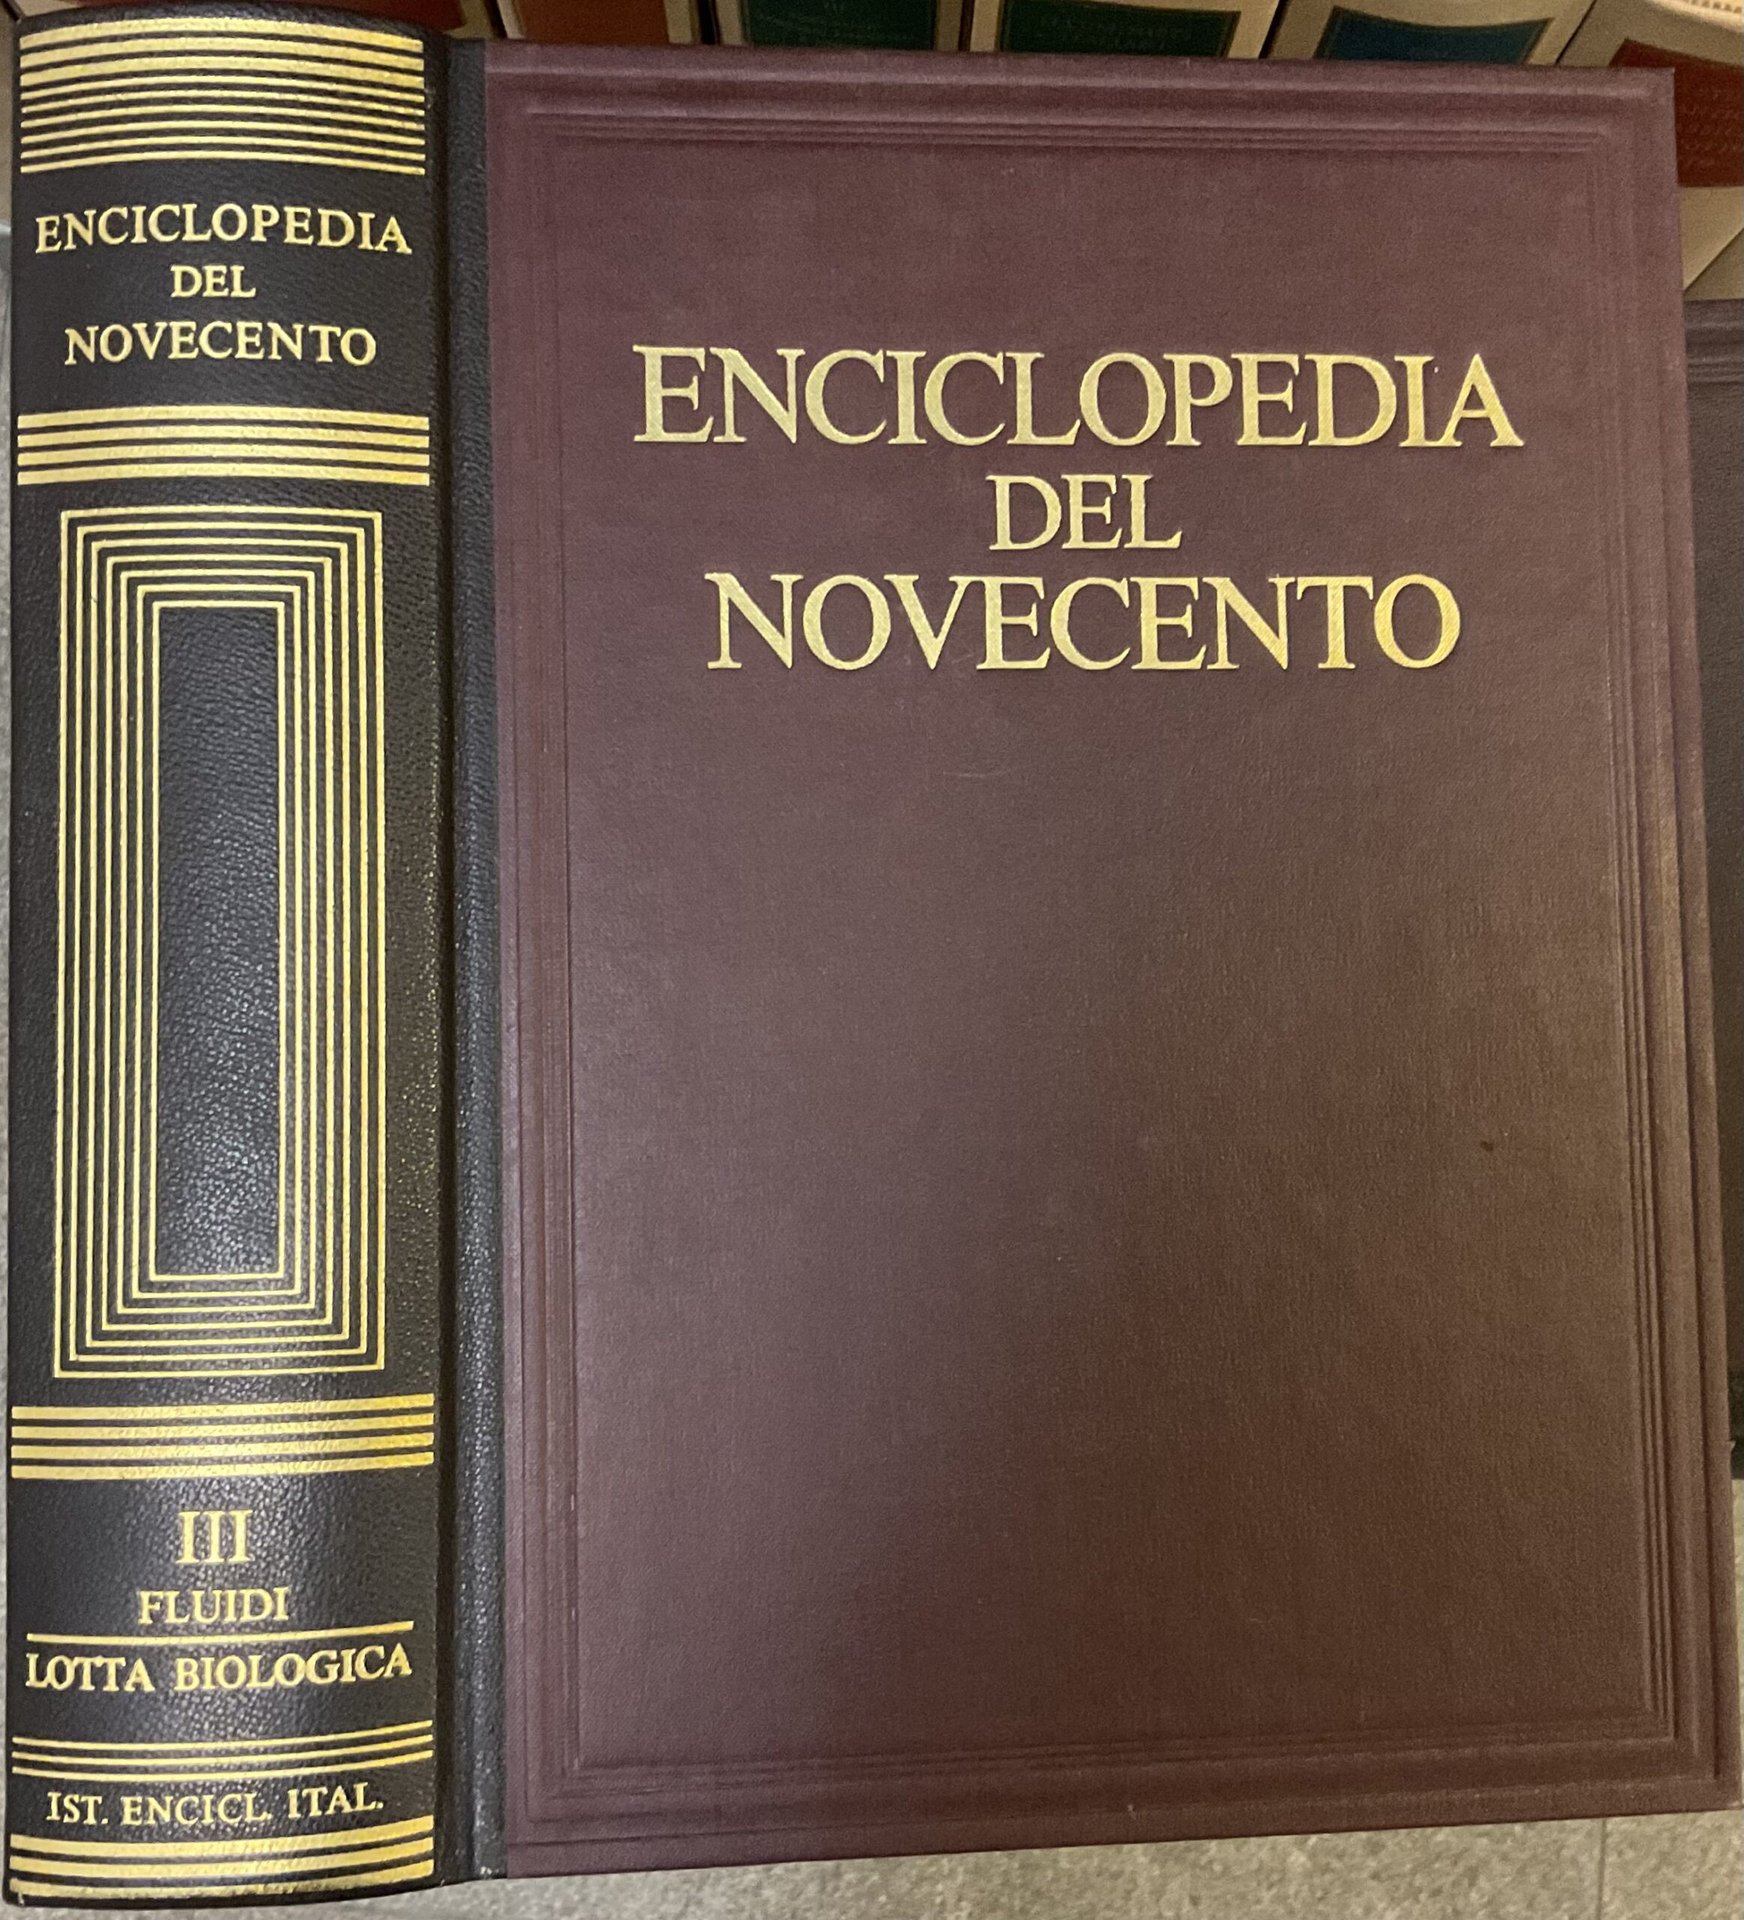 ENCICLOPEDIA
DEL
NOVECENTO
III
FLUIDI
LOTTA BIOLOGICA
IST. ENCICL. ITAL.
ENCICLOPEDIA
DEL
NOVECENTO